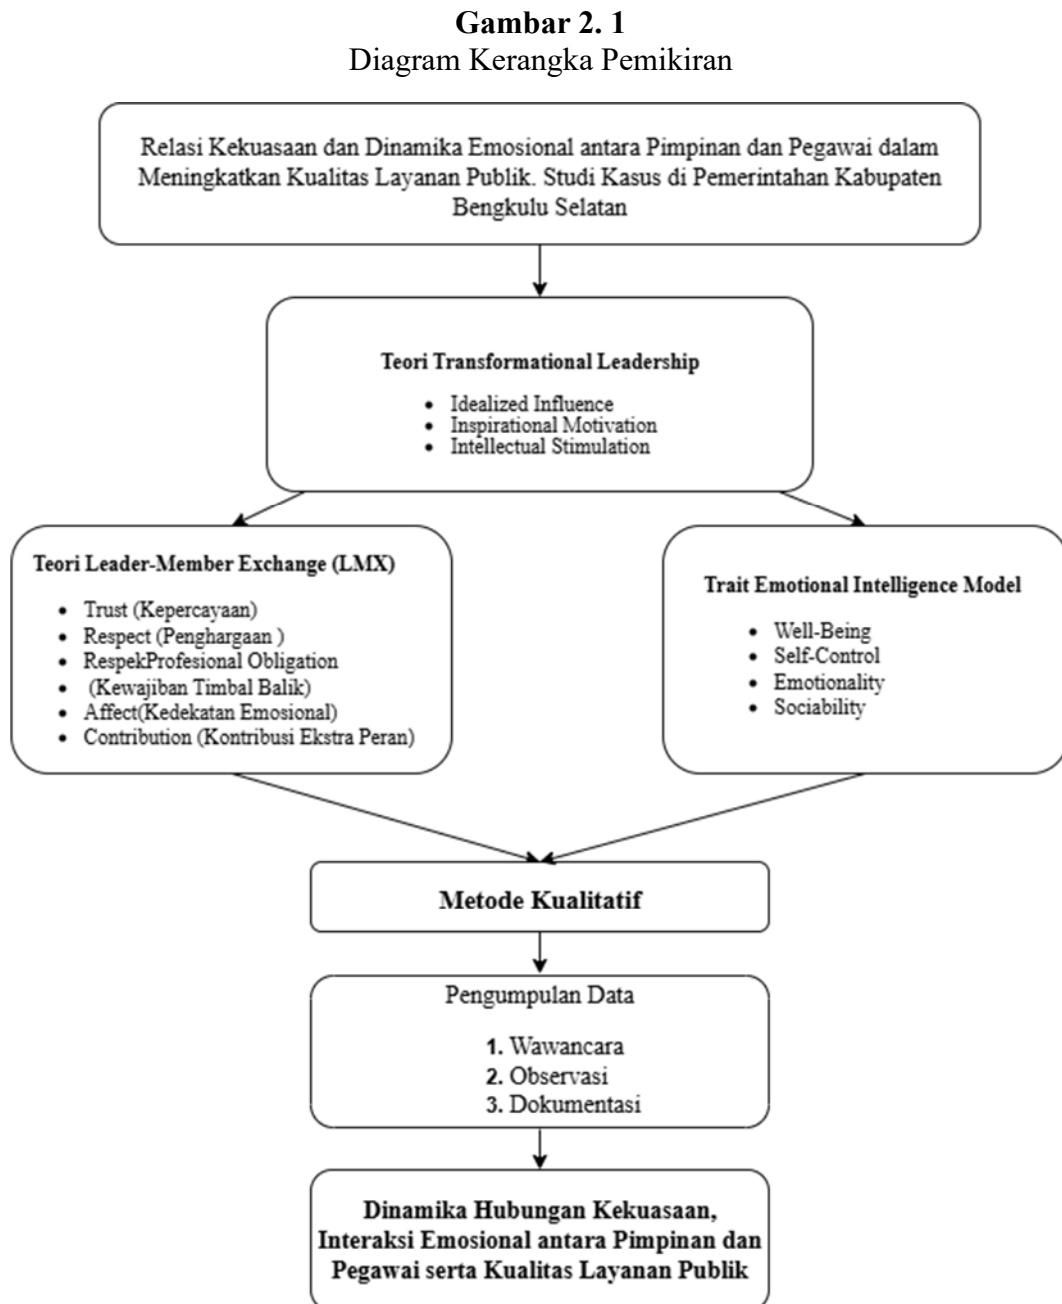 Gambar 2. 1
Diagram Kerangka Pemikiran
Relasi Kekuasaan dan Dinamika Emosional antara Pimpinan dan Pegawai dalam
Meningkatkan Kualitas Layanan Publik. Studi Kasus di Pemerintahan Kabupaten
Bengkulu Selatan
Teori Transformational Leadership
• Idealized Influence
• Inspirational Motivation
• Intellectual Stimulation
Teori Leader-Member Exchange (LMX)
• Trust (Kepercayaan)
• Respect (Penghargaan )
• RespekProfesional Obligation
• (Kewajiban Timbal Balik)
• Affect(Kedekatan Emosional)
• Contribution (Kontribusi Ekstra Peran)
Trait Emotional Intelligence Model
• Well-Being
• Self-Control
• Emotionality
• Sociability
Metode Kualitatif
Pengumpulan Data
1. Wawancara
2. Observasi
3. Dokumentasi
Dinamika Hubungan Kekuasaan,
Interaksi Emosional antara Pimpinan dan
Pegawai serta Kualitas Layanan Publik